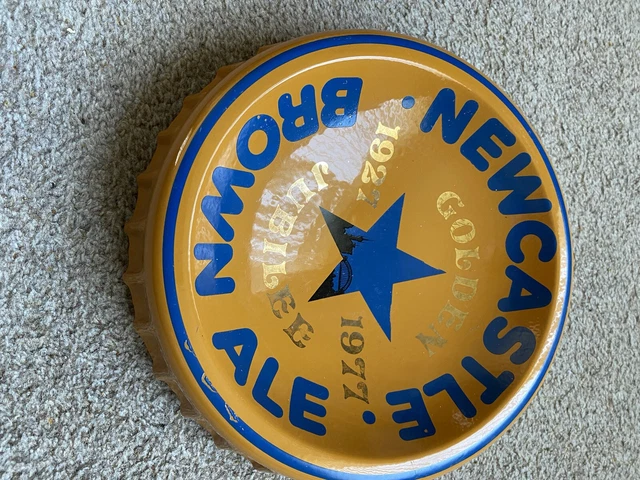 NEWCASTLE
BROWN ALE
GOLDEN
JUBILEE
1927
1977